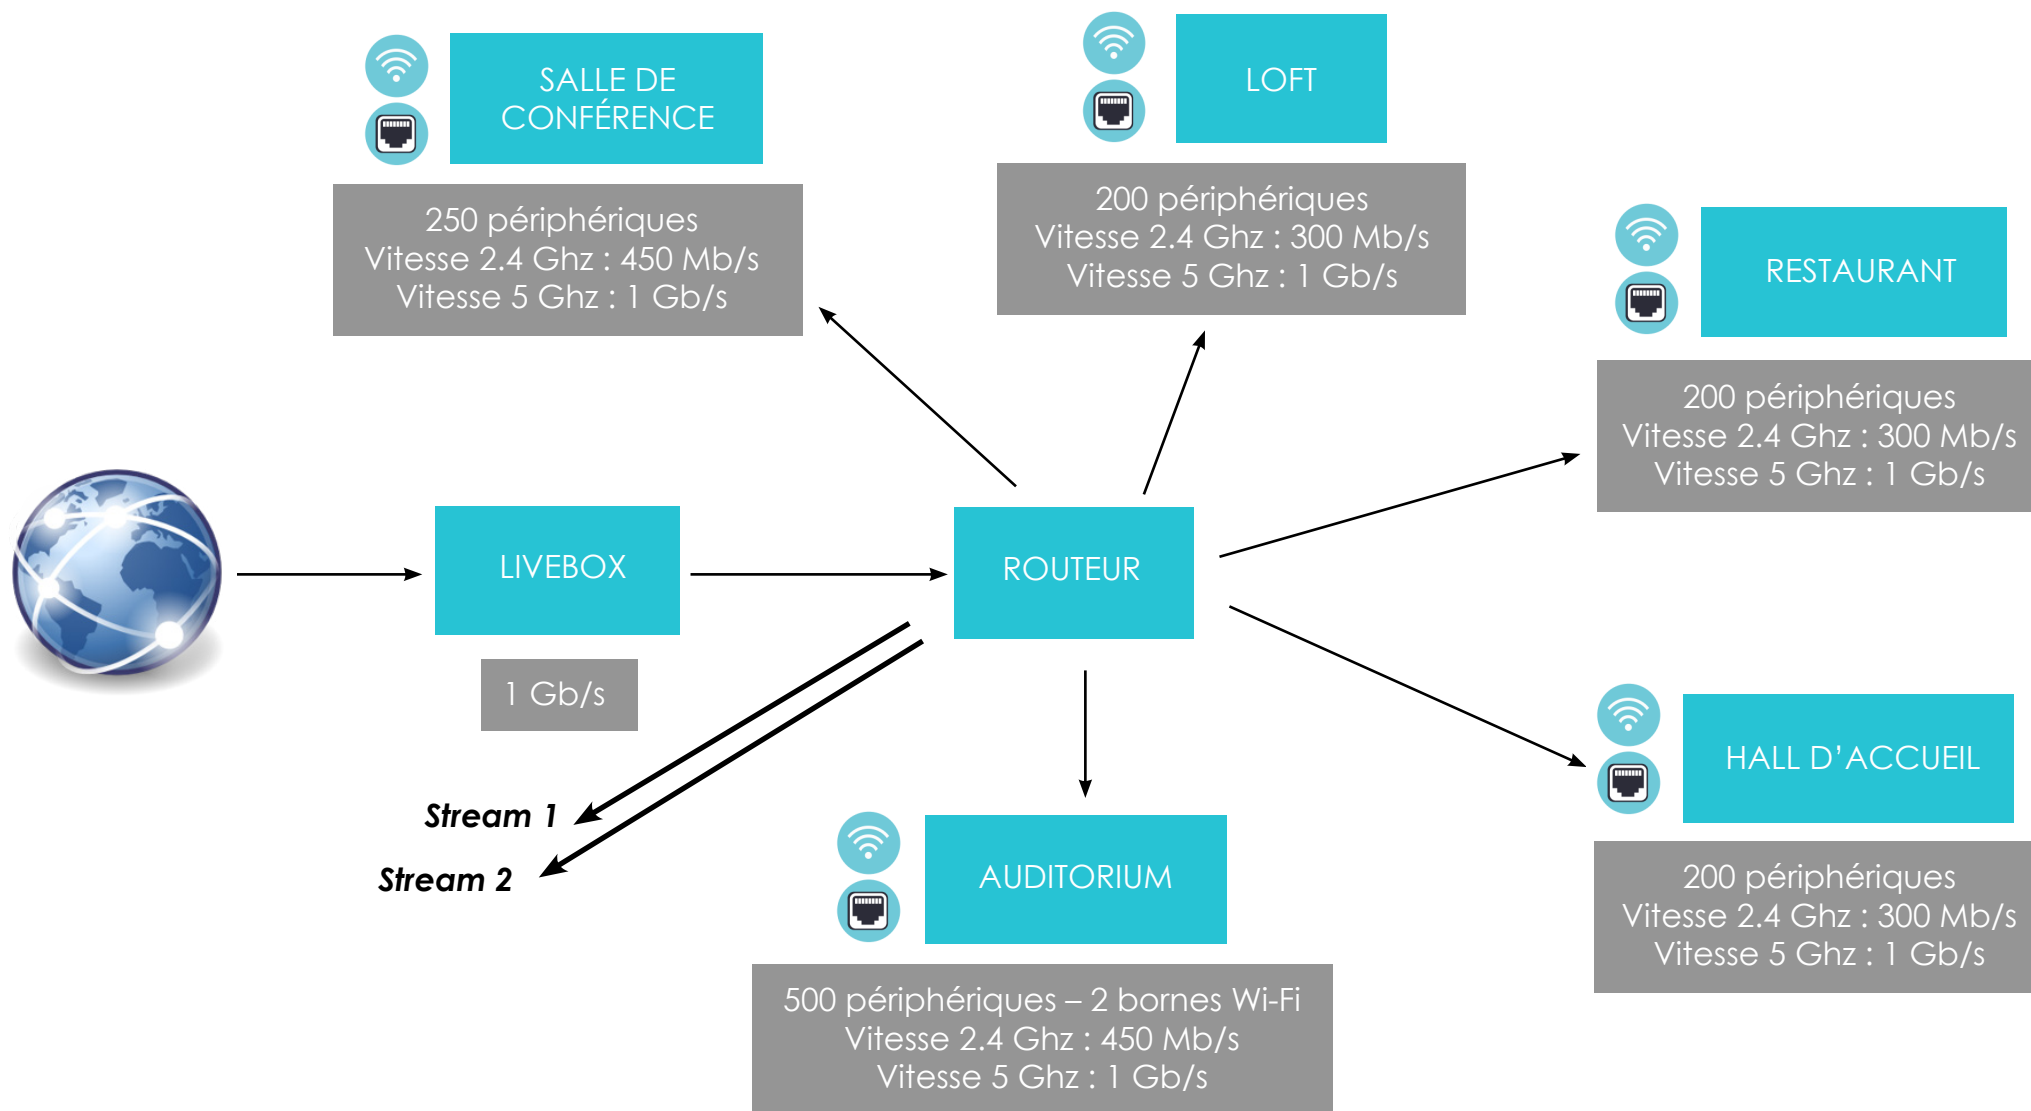 SALLE DE
CONFÉRENCE
250 périphériques
Vitesse 2.4 Ghz : 450 Mb/s
Vitesse 5 Ghz : 1 Gb/s
LOFT
200 périphériques
Vitesse 2.4 Ghz : 300 Mb/s
Vitesse 5 Ghz : 1 Gb/s
RESTAURANT
200 périphériques
Vitesse 2.4 Ghz : 300 Mb/s
Vitesse 5 Ghz : 1 Gb/s
LIVEBOX
1 Gb/s
ROUTEUR
Stream 1
Stream 2
HALL D’ACCUEIL
200 périphériques
Vitesse 2.4 Ghz : 300 Mb/s
Vitesse 5 Ghz : 1 Gb/s
AUDITORIUM
500 périphériques – 2 bornes Wi-Fi
Vitesse 2.4 Ghz : 450 Mb/s
Vitesse 5 Ghz : 1 Gb/s